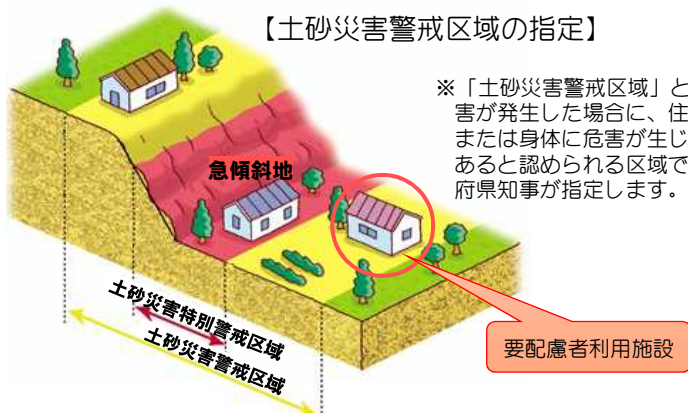 【土砂災害警戒区域の指定】
※「土砂災害警戒区域」と
害が発生した場合に、住
または身体に危害が生じ
あると認められる区域で
府県知事が指定します。
急傾斜地
土砂災害特別警戒区域
土砂災害警戒区域
要配慮者利用施設